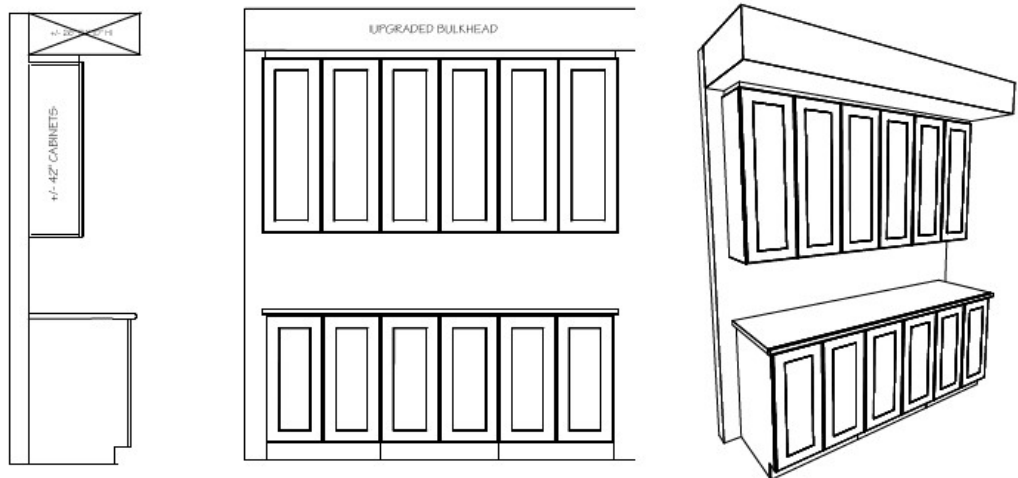 +/-
UPGRADED BULKHEAD
+/- 42" CABINETS